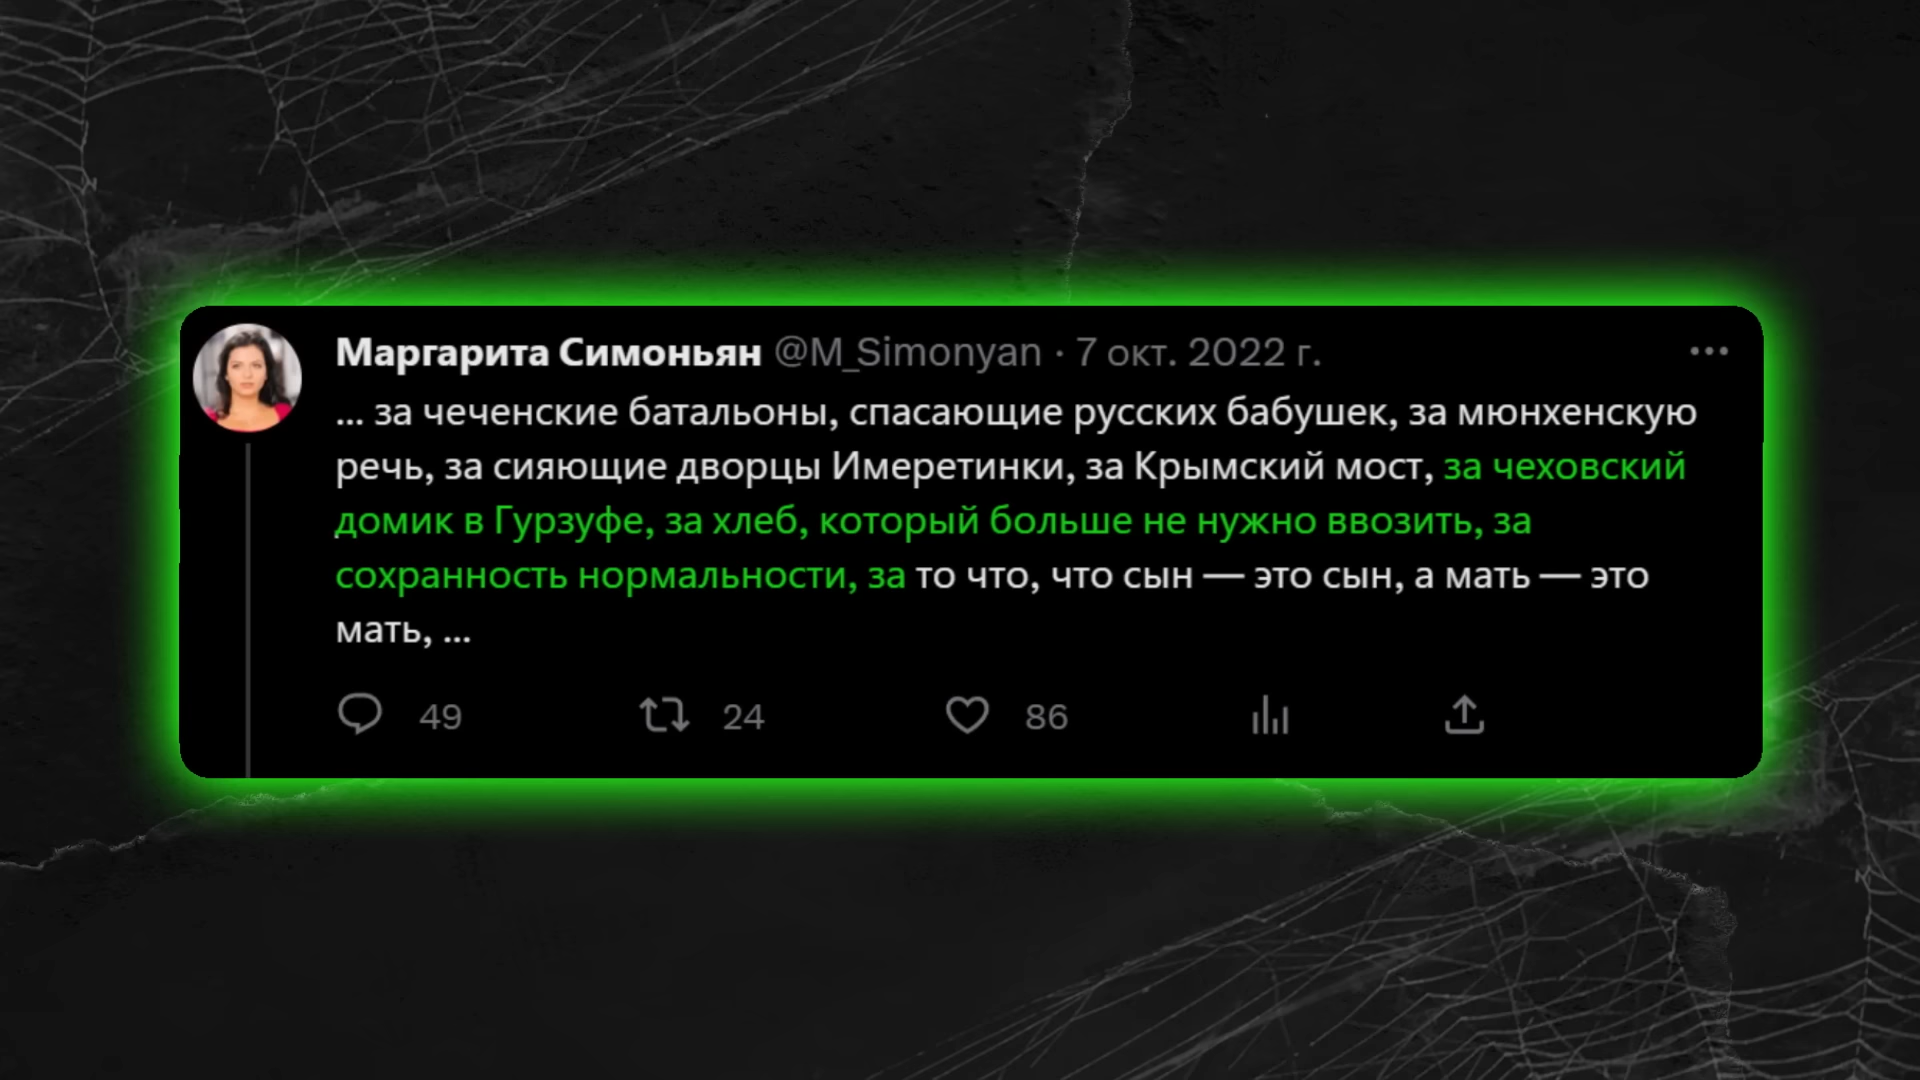 Маргарита Симоньян @M_Simonyan · 7 окт. 2022 г.
... за чеченские батальоны, спасающие русских бабушек, за мюнхенскую
речь, за сияющие дворцы Имеретинки, за Крымский мост, за чеховский
домик в Гурзуфе, за хлеб, который больше не нужно ввозить, за
сохранность нормальности, за то что, что сын — это сын, а мать — это
мать, ...
49 24 86